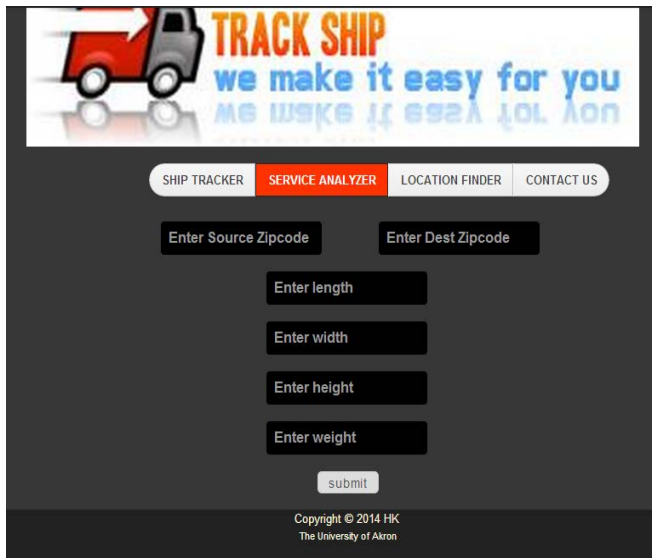 TRACK SHIP
we make it easy for you
SHIP TRACKER SERVICE ANALYZER LOCATION FINDER CONTACT US
Enter Source Zipcode Enter Dest Zipcode
Enter length
Enter width
Enter height
Enter weight
submit
Copyright © 2014 HK
The University of Akron